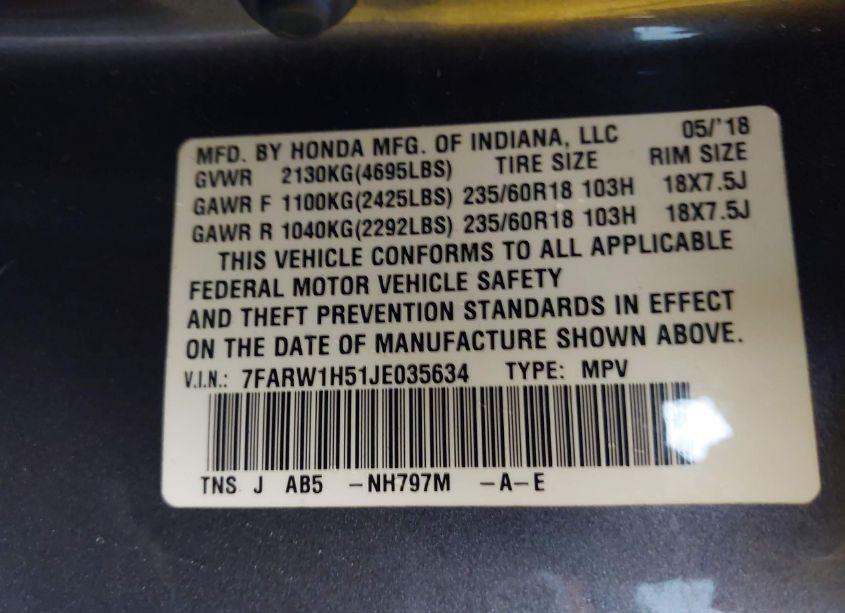 MFD. BY HONDA MFG. OF INDIANA, LLC 05/'18
GVWR 2130KG(4695LBS) TIRE SIZE RIM SIZE
GAWR F 1100KG(2425LBS) 235/60R18 103H 18X7.5J
GAWR R 1040KG(2292LBS) 235/60R18 103H 18X7.5J
THIS VEHICLE CONFORMS TO ALL APPLICABLE
FEDERAL MOTOR VEHICLE SAFETY
AND THEFT PREVENTION STANDARDS IN EFFECT
ON THE DATE OF MANUFACTURE SHOWN ABOVE.
V.I.N.: 7FARW1H51JE035634 TYPE: MPV
TNS J AB5 -NH797M -A-E